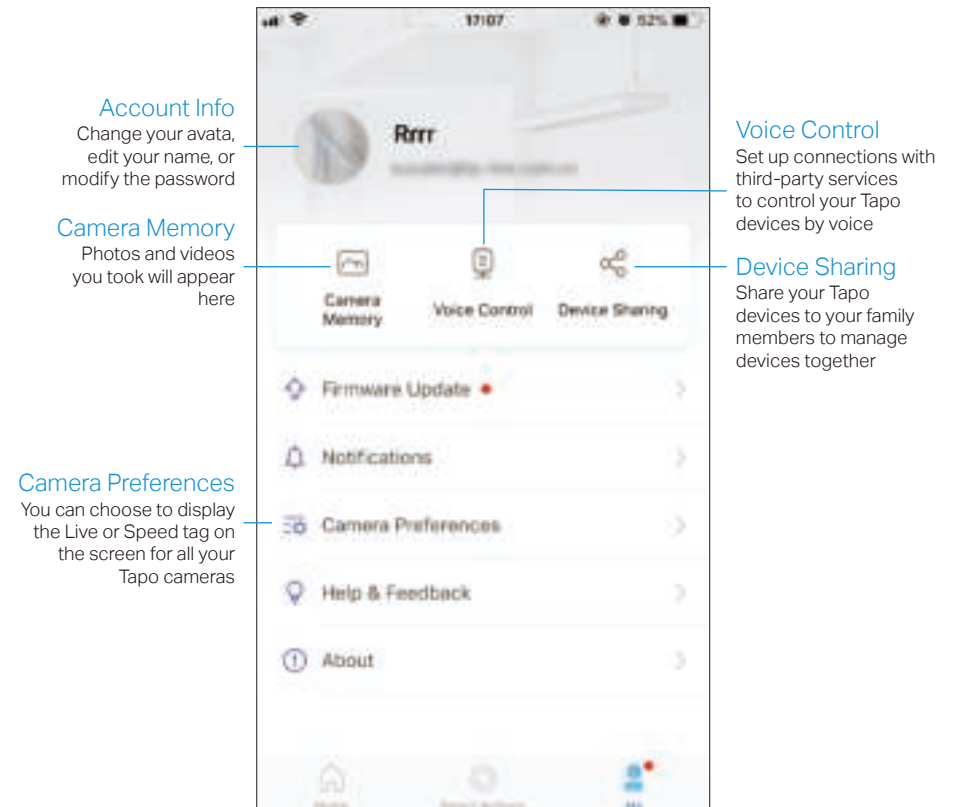 17:07
52%
Account Info
Change your avata,
edit your name, or
modify the password
Rrrr
Voice Control
Set up connections with
third-party services
to control your Tapo
devices by voice
Camera Memory
Photos and videos
you took will appear
here
Device Sharing
Share your Tapo
devices to your family
members to manage
devices together
Camera
Memory
Voice Control
Device Sharing
Firmware Update
Notifications
Camera Preferences
You can choose to display
the Live or Speed tag on
the screen for all your
Tapo cameras
Camera Preferences
Help & Feedback
About